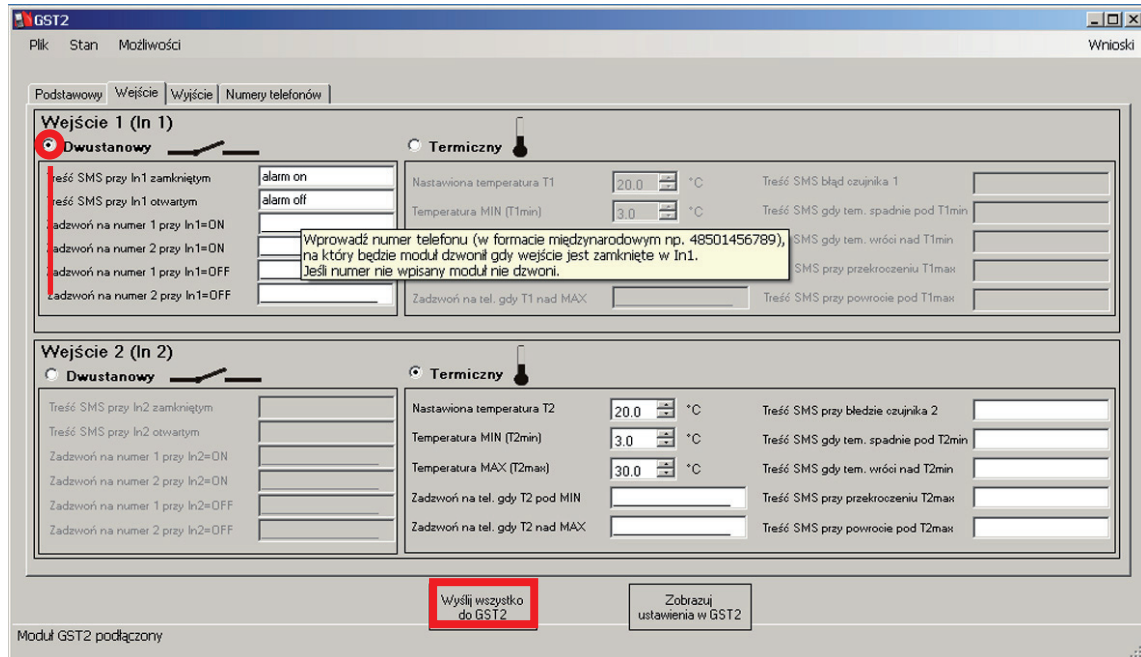 GST2
Plik Stan Możliwości Wnioski
Podstawowy Wejście Wyjście Numery telefonów
Wejście 1 (In 1)
Dwustanowy Termiczny
Treść SMS przy In1 zamkniętym alarm on
Treść SMS przy In1 otwartym alarm off
Zadzwoń na numer 1 przy In1=ON
Zadzwoń na numer 2 przy In1=ON
Zadzwoń na numer 1 przy In1=OFF
Zadzwoń na numer 2 przy In1=OFF
Wprowadź numer telefonu (w formacie międzynarodowym np. 48501456789),
na który będzie moduł dzwonił gdy wejście jest zamknięte w In1.
Jeśli numer nie wpisany moduł nie dzwoni.
Nastawiona temperatura T1 20.0 °C
Temperatura MIN (T1min) 3.0 °C
Zadzwoń na tel. gdy T1 nad MAX
Treść SMS błąd czujnika 1
Treść SMS gdy tem. spadnie pod T1min
SMS gdy tem. wróci nad T1min
SMS przy przekroczeniu T1max
Treść SMS przy powrocie pod T1max
Wejście 2 (In 2)
Dwustanowy Termiczny
Treść SMS przy In2 zamkniętym
Treść SMS przy In2 otwartym
Zadzwoń na numer 1 przy In2=ON
Zadzwoń na numer 2 przy In2=ON
Zadzwoń na numer 1 przy In2=OFF
Zadzwoń na numer 2 przy In2=OFF
Nastawiona temperatura T2 20.0 °C
Temperatura MIN (T2min) 3.0 °C
Temperatura MAX (T2max) 30.0 °C
Zadzwoń na tel. gdy T2 pod MIN
Zadzwoń na tel. gdy T2 nad MAX
Treść SMS przy błedzie czujnika 2
Treść SMS gdy tem. spadnie pod T2min
Treść SMS gdy tem. wróci nad T2min
Treść SMS przy przekroczeniu T2max
Treść SMS przy powrocie pod T2max
Wyślij wszystko
do GST2
Zobrazuj
ustawienia w GST2
Moduł GST2 podłączony